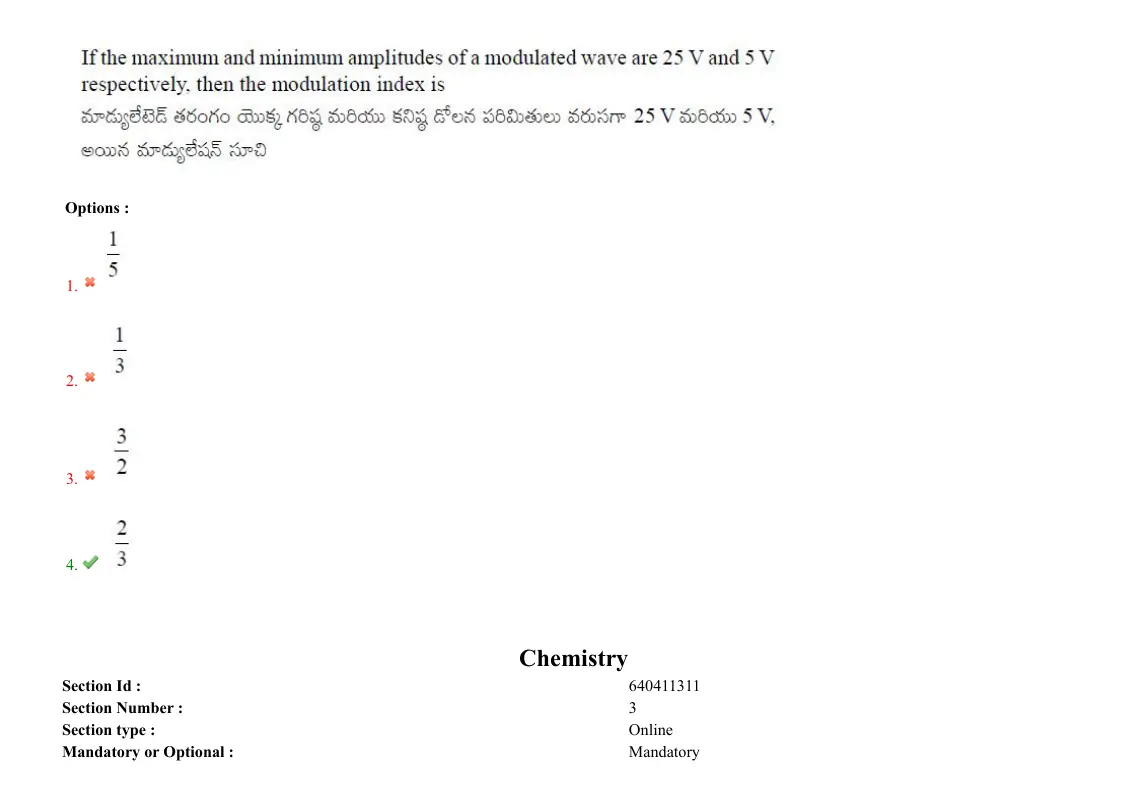 If the maximum and minimum amplitudes of a modulated wave are 25 V and 5 V
respectively, then the modulation index is
మాడ్యులేటెడ్ తరంగం యొక్క గరిష్ఠ మరియు కనిష్ఠ డోలన పరిమితులు వరుసగా 25 V మరియు 5 V,
అయిన మాడ్యులేషన్ సూచి
Options :
1. 1/5
2. 1/3
3. 3/2
4. 2/3
Chemistry
Section Id : 640411311
Section Number : 3
Section type : Online
Mandatory or Optional : Mandatory